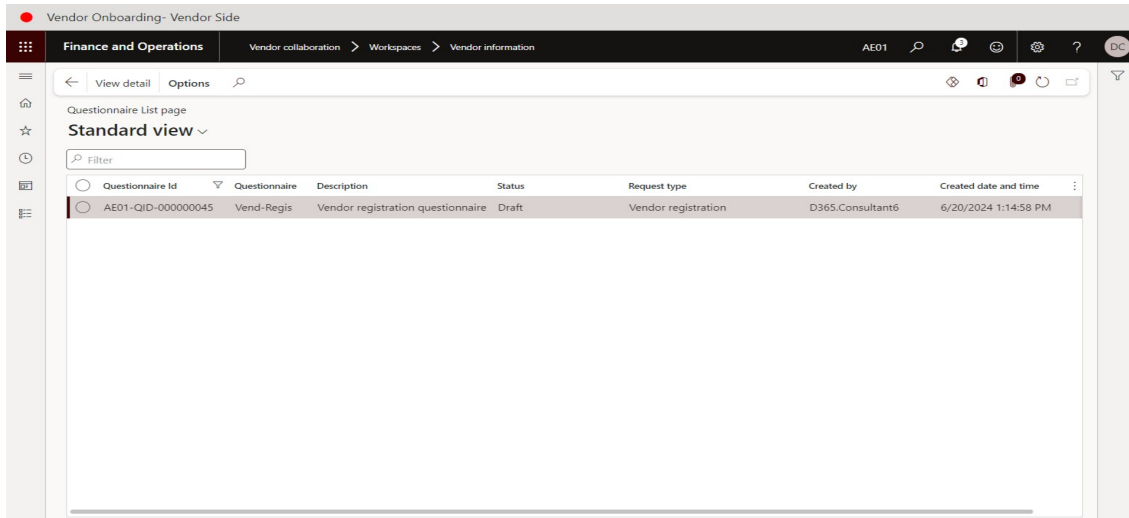 Vendor Onboarding- Vendor Side
Finance and Operations Vendor collaboration > Workspaces > Vendor information AE01 3 ? DC
View detail Options 0
Questionnaire List page
Standard view
Filter
Questionnaire Id Questionnaire Description Status Request type Created by Created date and time
AE01-QID-000000045 Vend-Regis Vendor registration questionnaire Draft Vendor registration D365.Consultant6 6/20/2024 1:14:58 PM